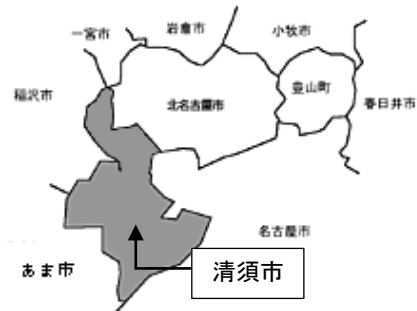 一宮市
岩倉市
小牧市
稲沢市
北名古屋市
豊山町
春日井市
名古屋市
あま市
清須市